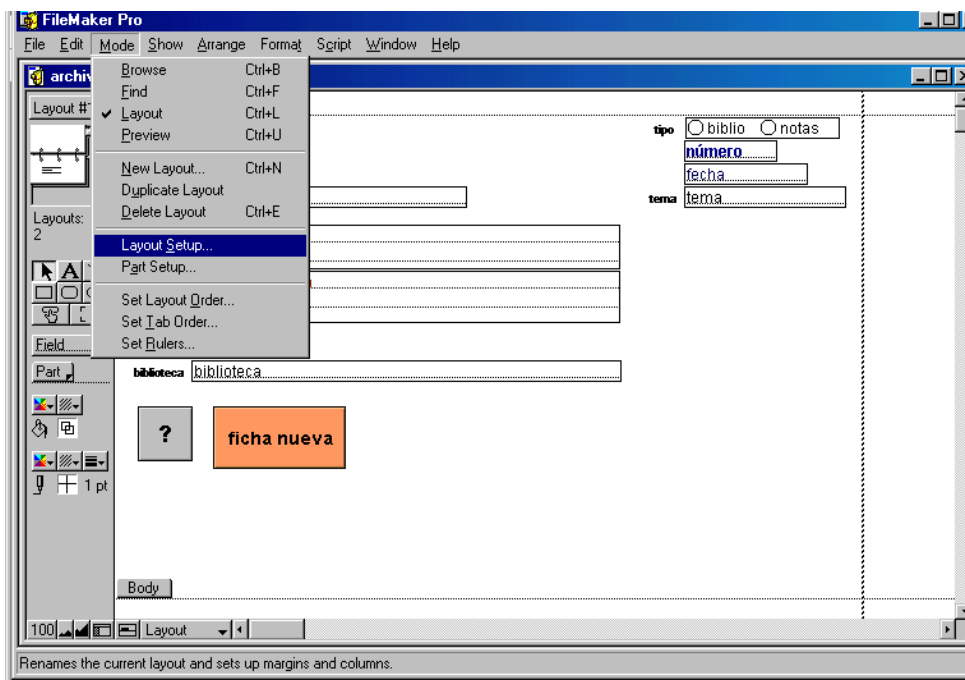 FileMaker Pro
File Edit Mode Show Arrange Format Script Window Help
archiv
Layout #
Browse Ctrl+B
Find Ctrl+F
Layout Ctrl+L
Preview Ctrl+U
New Layout... Ctrl+N
Duplicate Layout
Delete Layout Ctrl+E
Layout Setup...
Part Setup...
Set Layout Order...
Set Tab Order...
Set Rulers...
Layouts:
2
A
Field
Part
1 pt
tipo biblio notas
número
fecha
tema tema
biblioteca biblioteca
? ficha nueva
Body
100 Layout
Renames the current layout and sets up margins and columns.